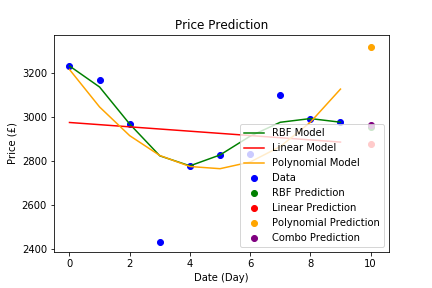 Price Prediction
Price (£)
3200
3000
2800
2600
2400
RBF Model
Linear Model
Polynomial Model
Data
RBF Prediction
Linear Prediction
Polynomial Prediction
Combo Prediction
0
2
4
6
8
10
Date (Day)